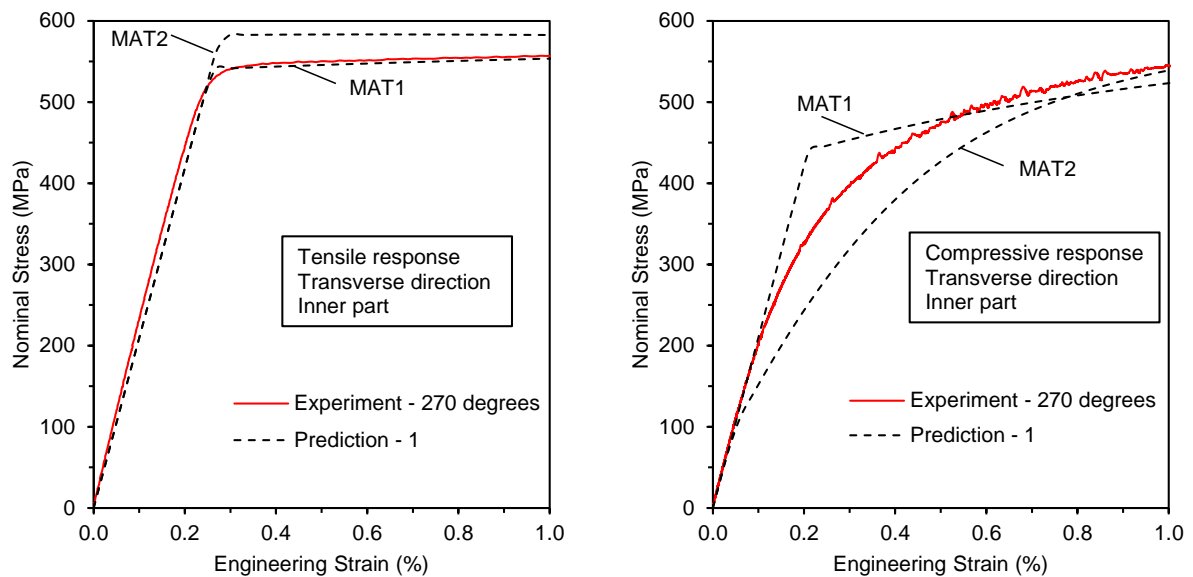 600
500
400
300
200
100
0
0.0
0.2
0.4
0.6
0.8
1.0
Nominal Stress (MPa)
Engineering Strain (%)
MAT2
MAT1
Tensile response
Transverse direction
Inner part
Experiment - 270 degrees
Prediction - 1
600
500
400
300
200
100
0
0.0
0.2
0.4
0.6
0.8
1.0
Nominal Stress (MPa)
Engineering Strain (%)
MAT1
MAT2
Compressive response
Transverse direction
Inner part
Experiment - 270 degrees
Prediction - 1